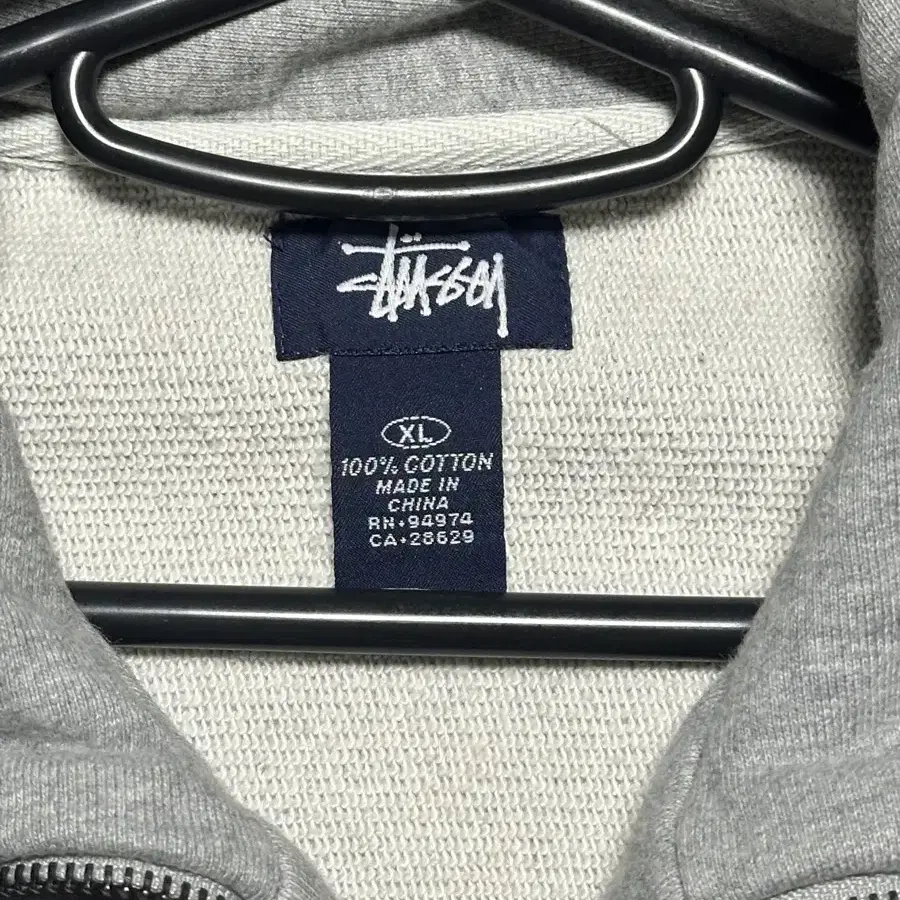 Stüssy
XL
100% COTTON
MADE IN
CHINA
RN•94974
CA•28629